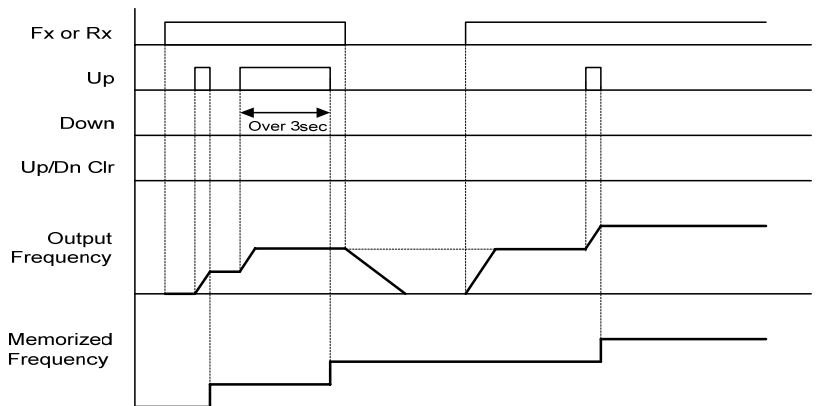 Fx or Rx
Up
Down
Over 3sec
Up/Dn Clr
Output
Frequency
Memorized
Frequency